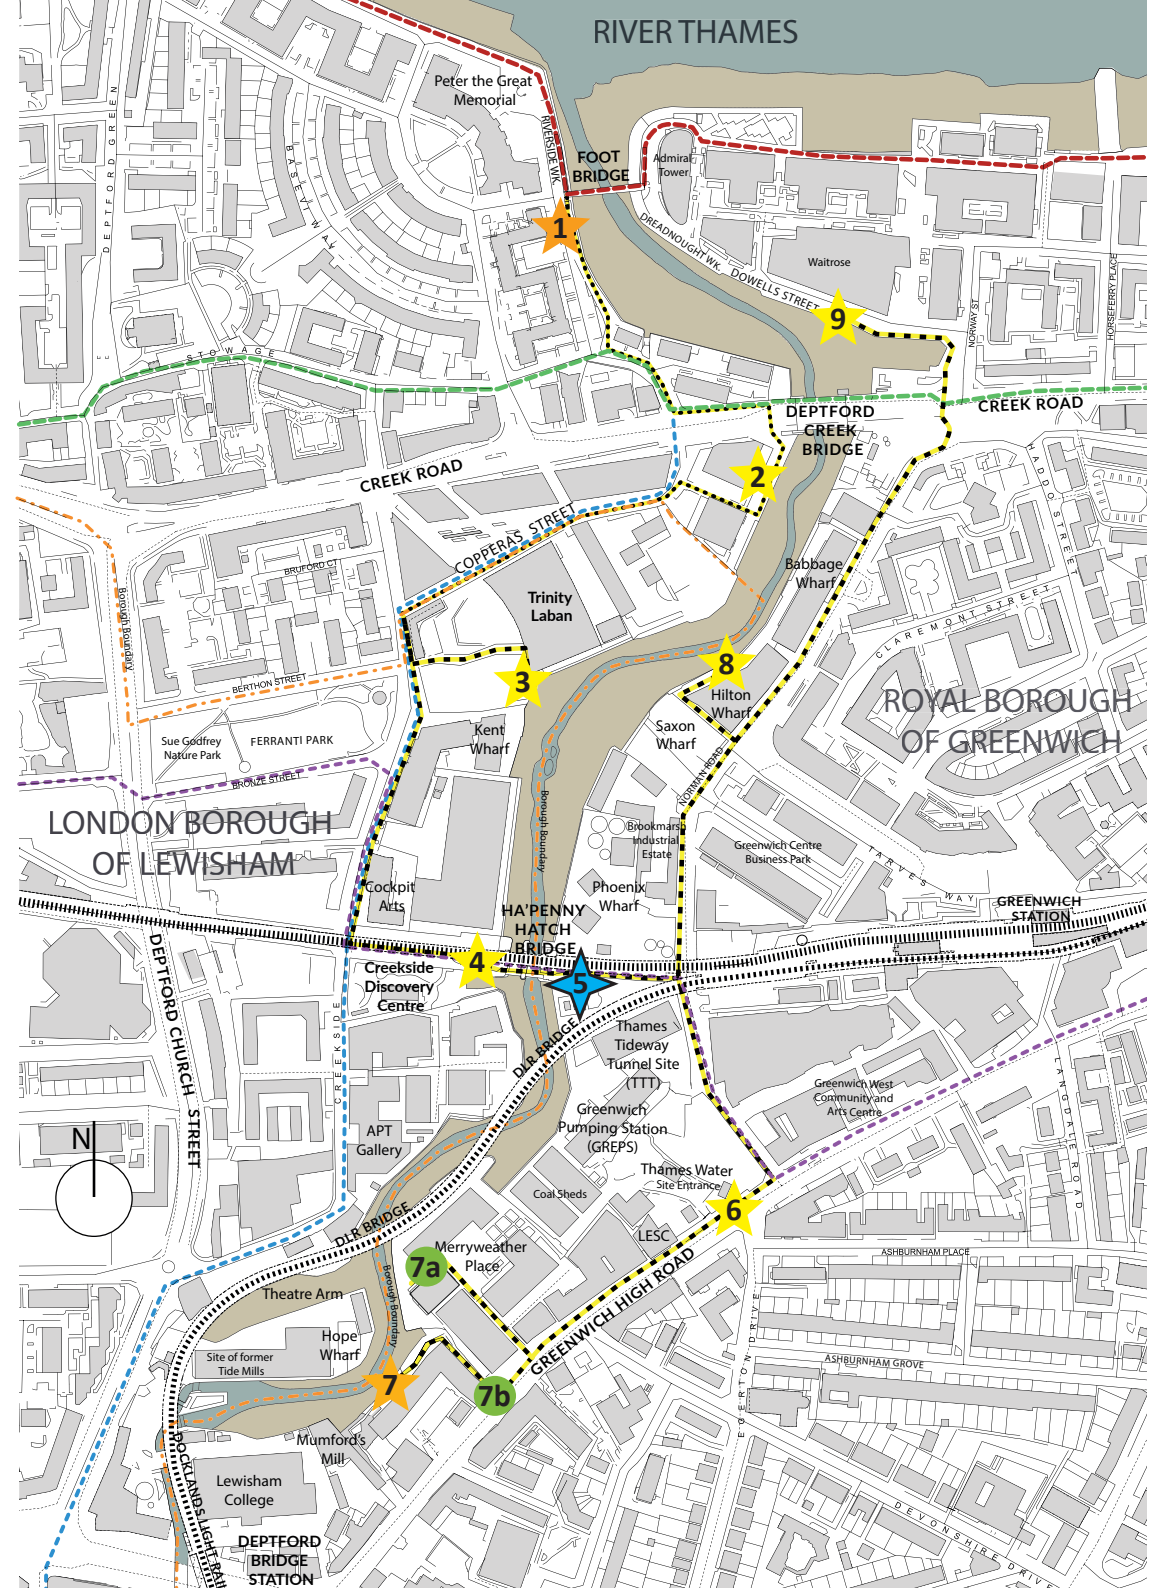 RIVER THAMES
Peter the Great
Memorial
DEPTFORD GREEN
BASEVI WAY
RIVERSIDE WK.
FOOT
BRIDGE
Admiral
Tower
1
DREADNOUGHT WK.
DOWELLS STREET
Waitrose
9
NORWAY ST
HORSEFERRY PLACE
STOWAGE
DEPTFORD
CREEK
BRIDGE
CREEK ROAD
CREEK ROAD
2
HADDO STREET
COPPERAS STREET
BRUFORD CT
Babbage
Wharf
Borough Boundary
Trinity
Laban
CLAREMONT STREET
BERTHON STREET
3
8
Hilton
Wharf
ROYAL BOROUGH
OF GREENWICH
Sue Godfrey
Nature Park
FERRANTI PARK
Kent
Wharf
Saxon
Wharf
NORMAN ROAD
BRONZE STREET
Borough Boundary
LONDON BOROUGH
OF LEWISHAM
Brookmarsh
Industrial
Estate
Greenwich Centre
Business Park
TARVES WAY
Cockpit
Arts
Phoenix
Wharf
HA'PENNY
HATCH
BRIDGE
GREENWICH
STATION
DEPTFORD CHURCH STREET
4
5
Creekside
Discovery
Centre
CREEKSIDE
DLR BRIDGE
Thames
Tideway
Tunnel Site
(TTT)
LANGDALE ROAD
Greenwich West
Community and
Arts Centre
Greenwich
Pumping Station
(GREPS)
N
APT
Gallery
Thames Water
Site Entrance
Coal Sheds
6
DLR BRIDGE
LESC
Merryweather
Place
7a
ASHBURNHAM PLACE
Theatre Arm
Borough Boundary
GREENWICH HIGH ROAD
EGERTON DRIVE
Hope
Wharf
Site of former
Tide Mills
ASHBURNHAM GROVE
7
7b
Mumford's
Mill
DOCKLANDS LIGHT RAIL
Lewisham
College
DEVONSHIRE DRIV
DEPTFORD
BRIDGE
STATION